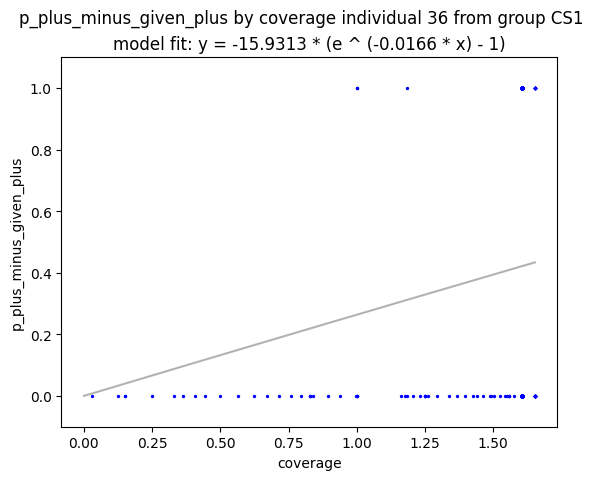 p_plus_minus_given_plus by coverage individual 36 from group CS1
model fit: y = -15.9313 * (e ^ (-0.0166 * x) - 1)
1.0
0.8
0.6
0.4
0.2
0.0
p_plus_minus_given_plus
0.00 0.25 0.50 0.75 1.00 1.25 1.50
coverage